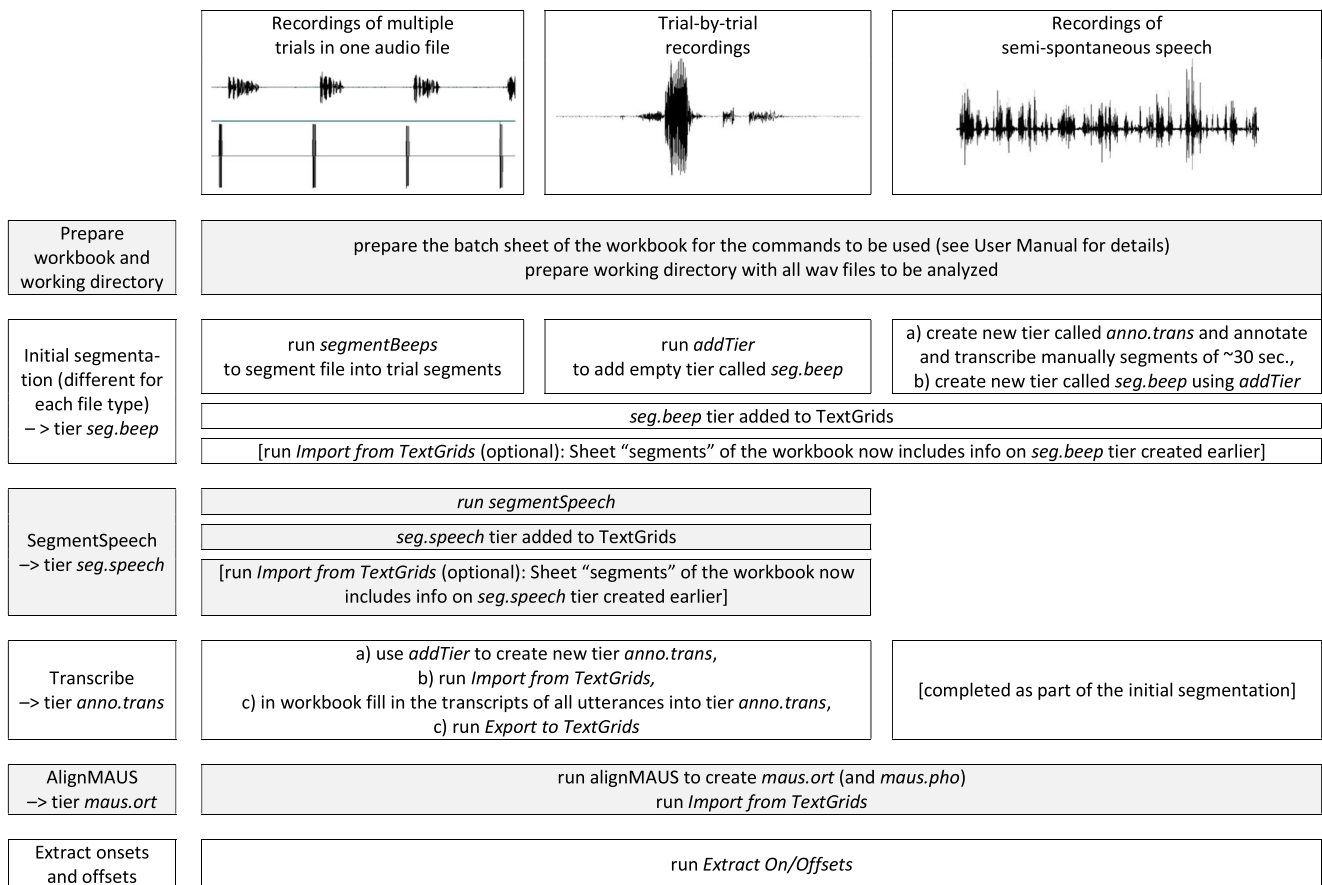 Recordings of multiple
trials in one audio file
Trial-by-trial
recordings
Recordings of
semi-spontaneous speech
Prepare
workbook and
working directory
prepare the batch sheet of the workbook for the commands to be used (see User Manual for details)
prepare working directory with all wav files to be analyzed
Initial segmenta-
tion (different for
each file type)
– > tier seg.beep
run segmentBeeps
to segment file into trial segments
run addTier
to add empty tier called seg.beep
a) create new tier called anno.trans and annotate
and transcribe manually segments of ~30 sec.,
b) create new tier called seg.beep using addTier
seg.beep tier added to TextGrids
[run Import from TextGrids (optional): Sheet “segments” of the workbook now includes info on seg.beep tier created earlier]
SegmentSpeech
–> tier seg.speech
run segmentSpeech
seg.speech tier added to TextGrids
[run Import from TextGrids (optional): Sheet “segments” of the workbook now
includes info on seg.speech tier created earlier]
Transcribe
–> tier anno.trans
a) use addTier to create new tier anno.trans,
b) run Import from TextGrids,
c) in workbook fill in the transcripts of all utterances into tier anno.trans,
c) run Export to TextGrids
[completed as part of the initial segmentation]
AlignMAUS
–> tier maus.ort
run alignMAUS to create maus.ort (and maus.pho)
run Import from TextGrids
Extract onsets
and offsets
run Extract On/Offsets